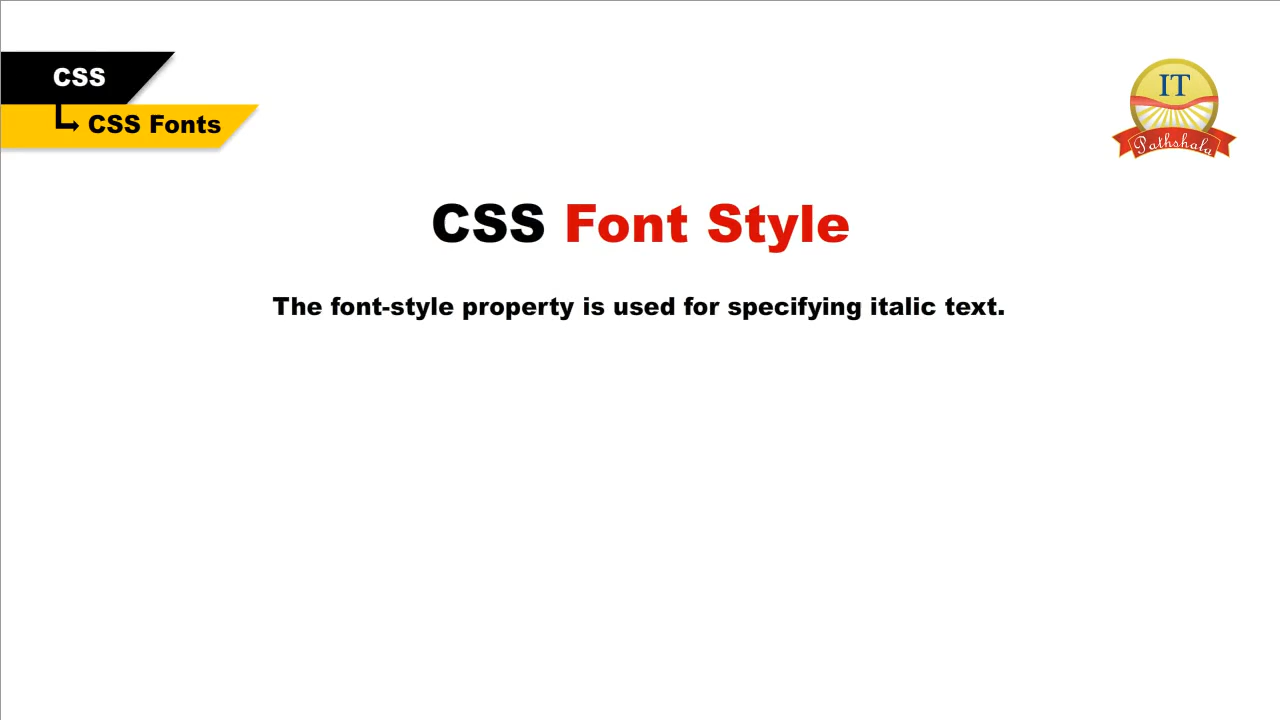 CSS
CSS Fonts
IT
Pathshala
CSS Font Style
The font-style property is used for specifying italic text.